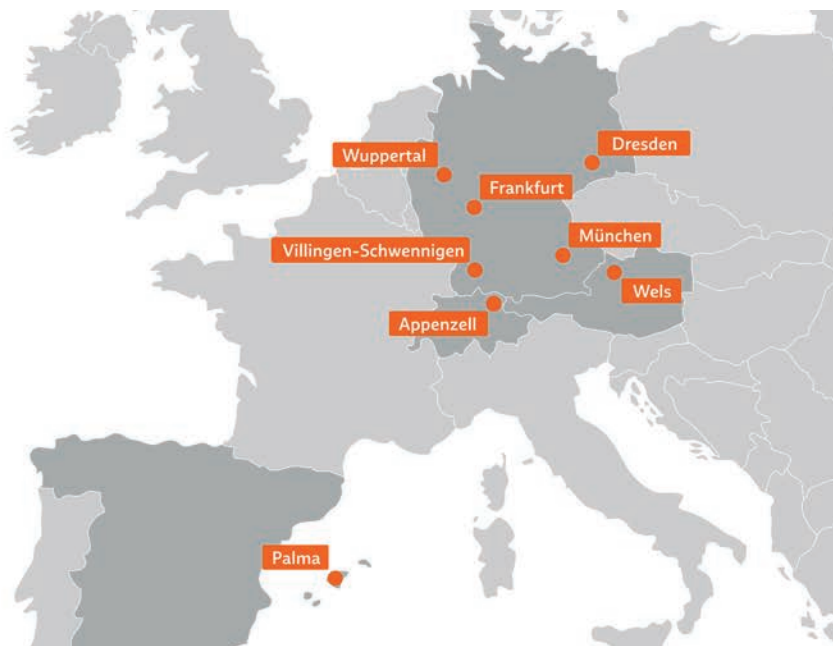 Dresden
Wuppertal
Frankfurt
München
Villingen-Schwennigen
Wels
Appenzell
Palma